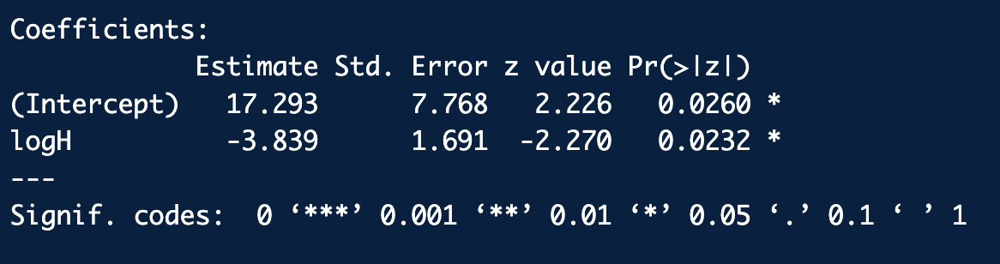 Coefficients:
            Estimate Std. Error z value Pr(>|z|)
(Intercept)   17.293      7.768   2.226   0.0260 *
logH          -3.839      1.691  -2.270   0.0232 *
---
Signif. codes:  0 ‘***’ 0.001 ‘**’ 0.01 ‘*’ 0.05 ‘.’ 0.1 ‘ ’ 1